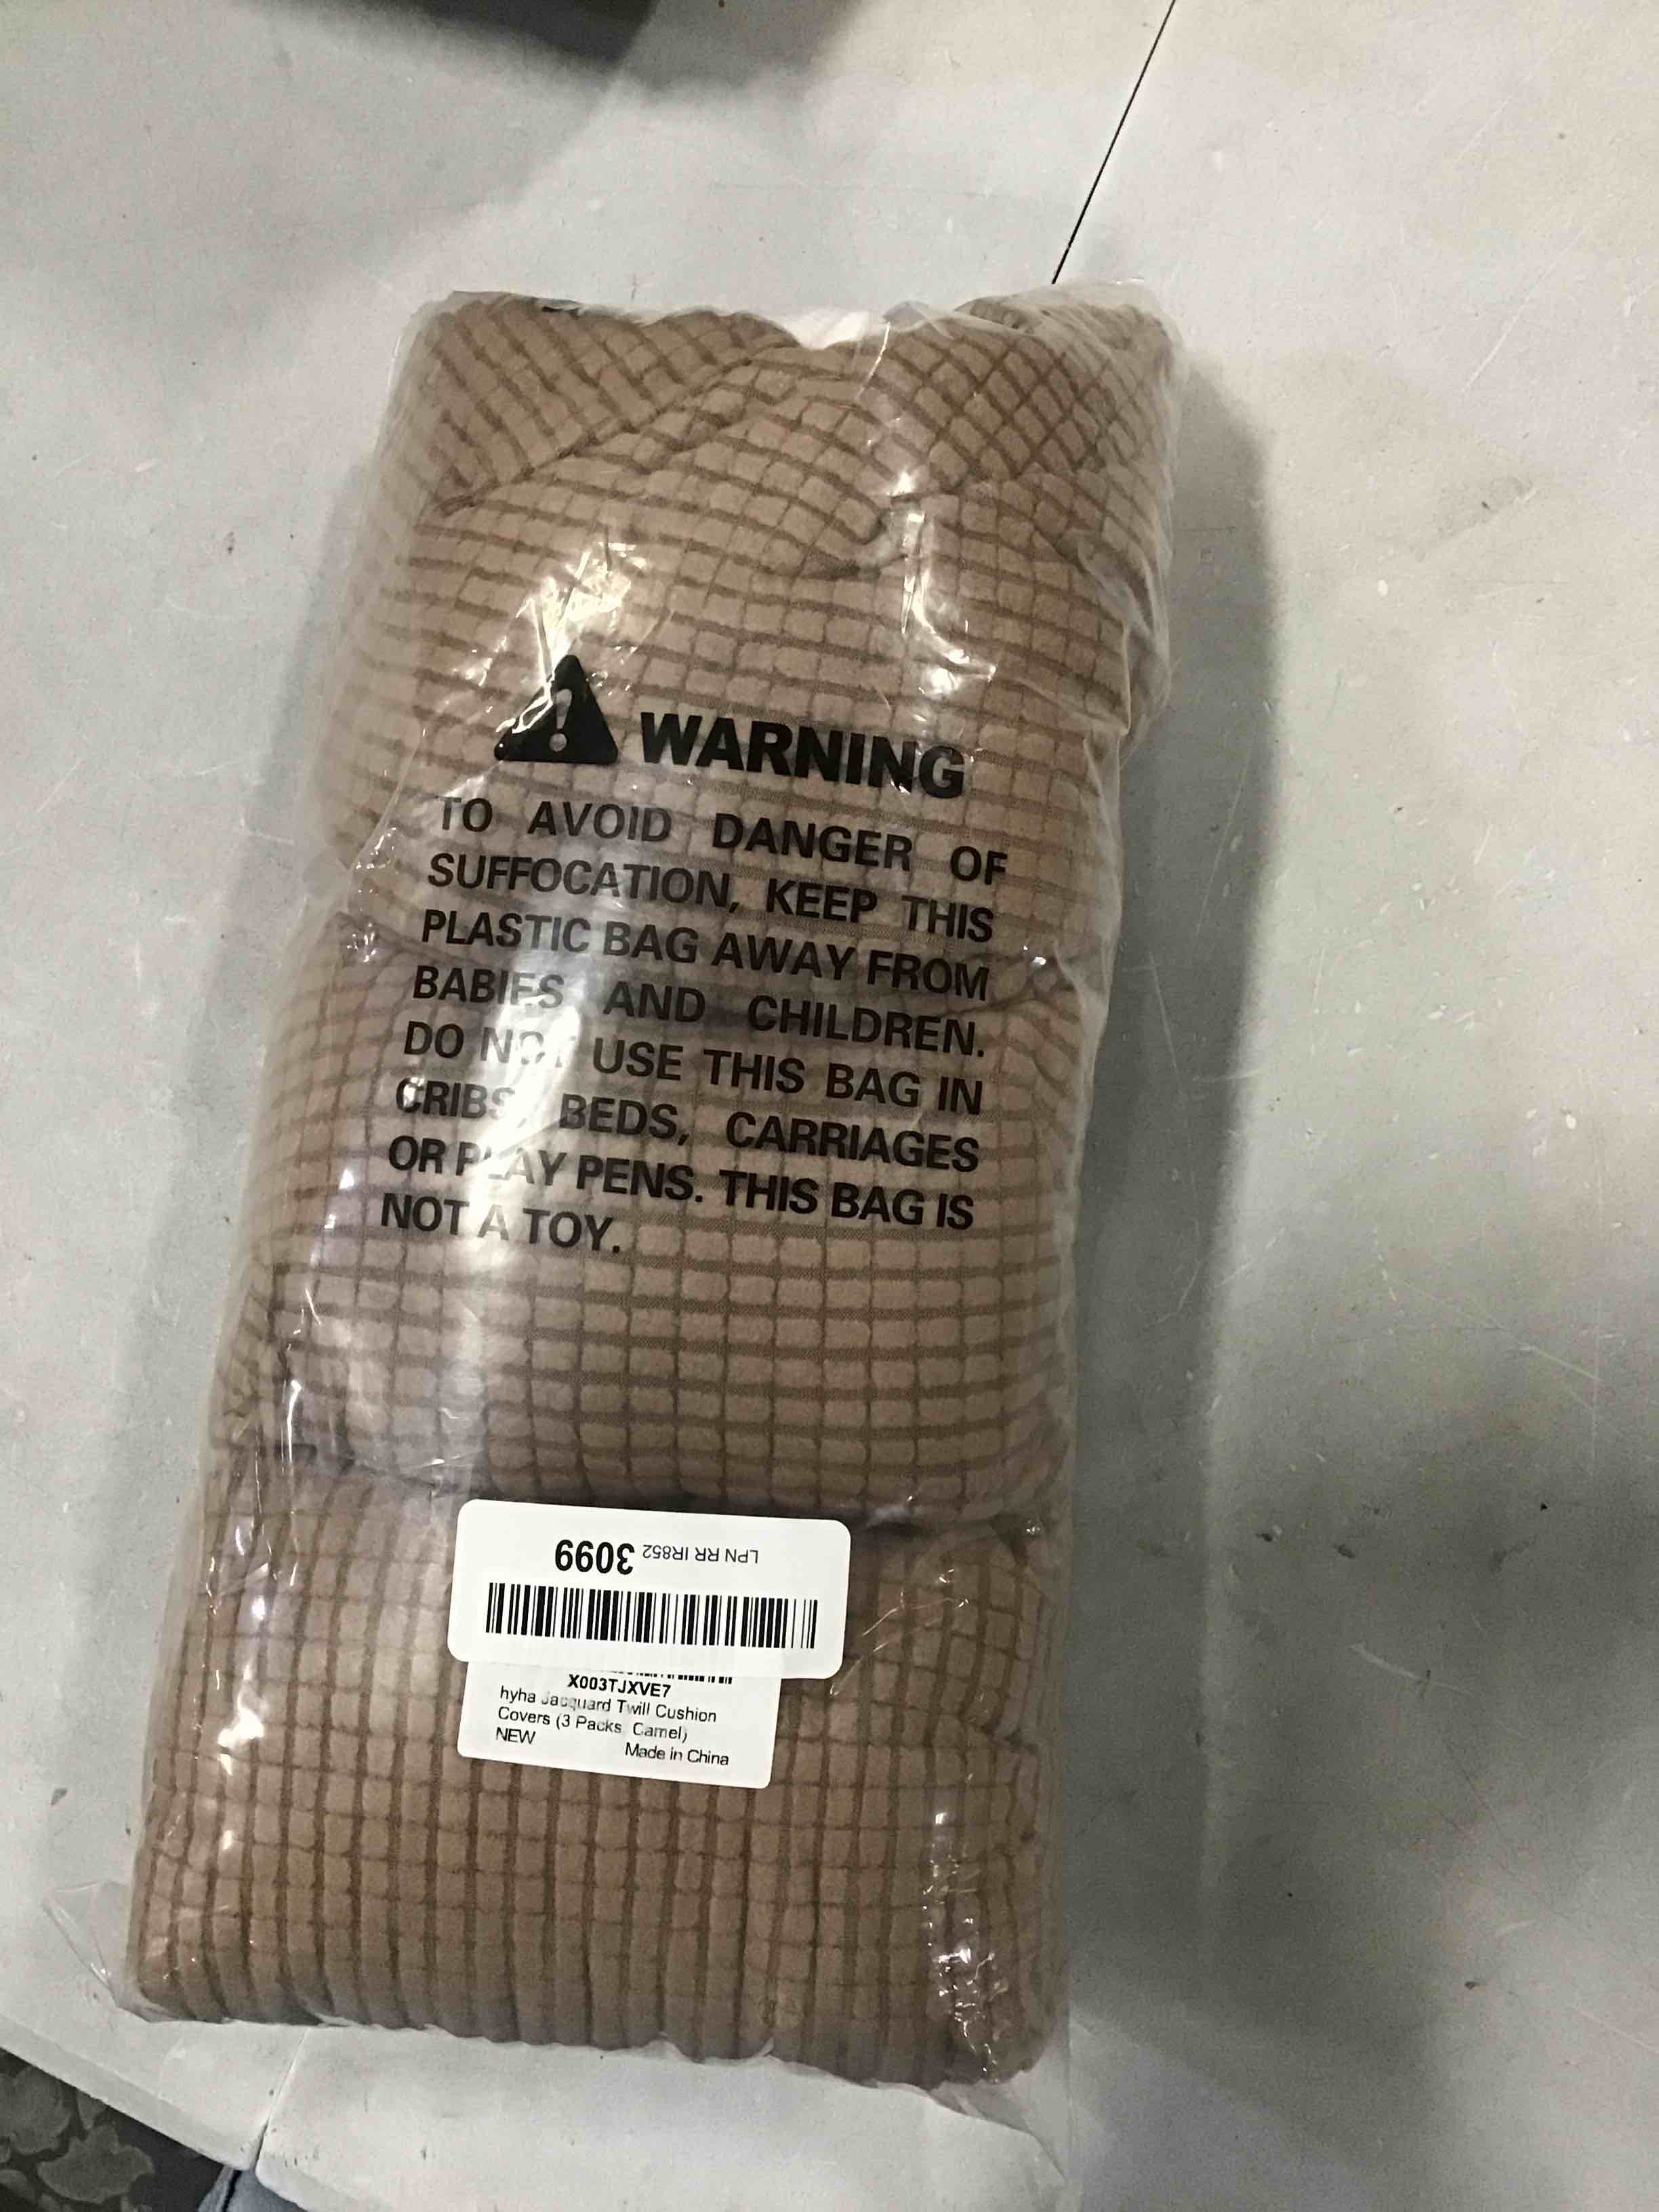 WARNING
TO AVOID DANGER OF
SUFFOCATION, KEEP THIS
PLASTIC BAG AWAY FROM
BABIES AND CHILDREN.
DO NOT USE THIS BAG IN
CRIBS, BEDS, CARRIAGES
OR PLAY PENS. THIS BAG IS
NOT A TOY.
LPN RR IR852 3099
X003TJXVE7
hyha Jacquard Twill Cushion
Covers (3 Packs, Camel)
NEW Made in China